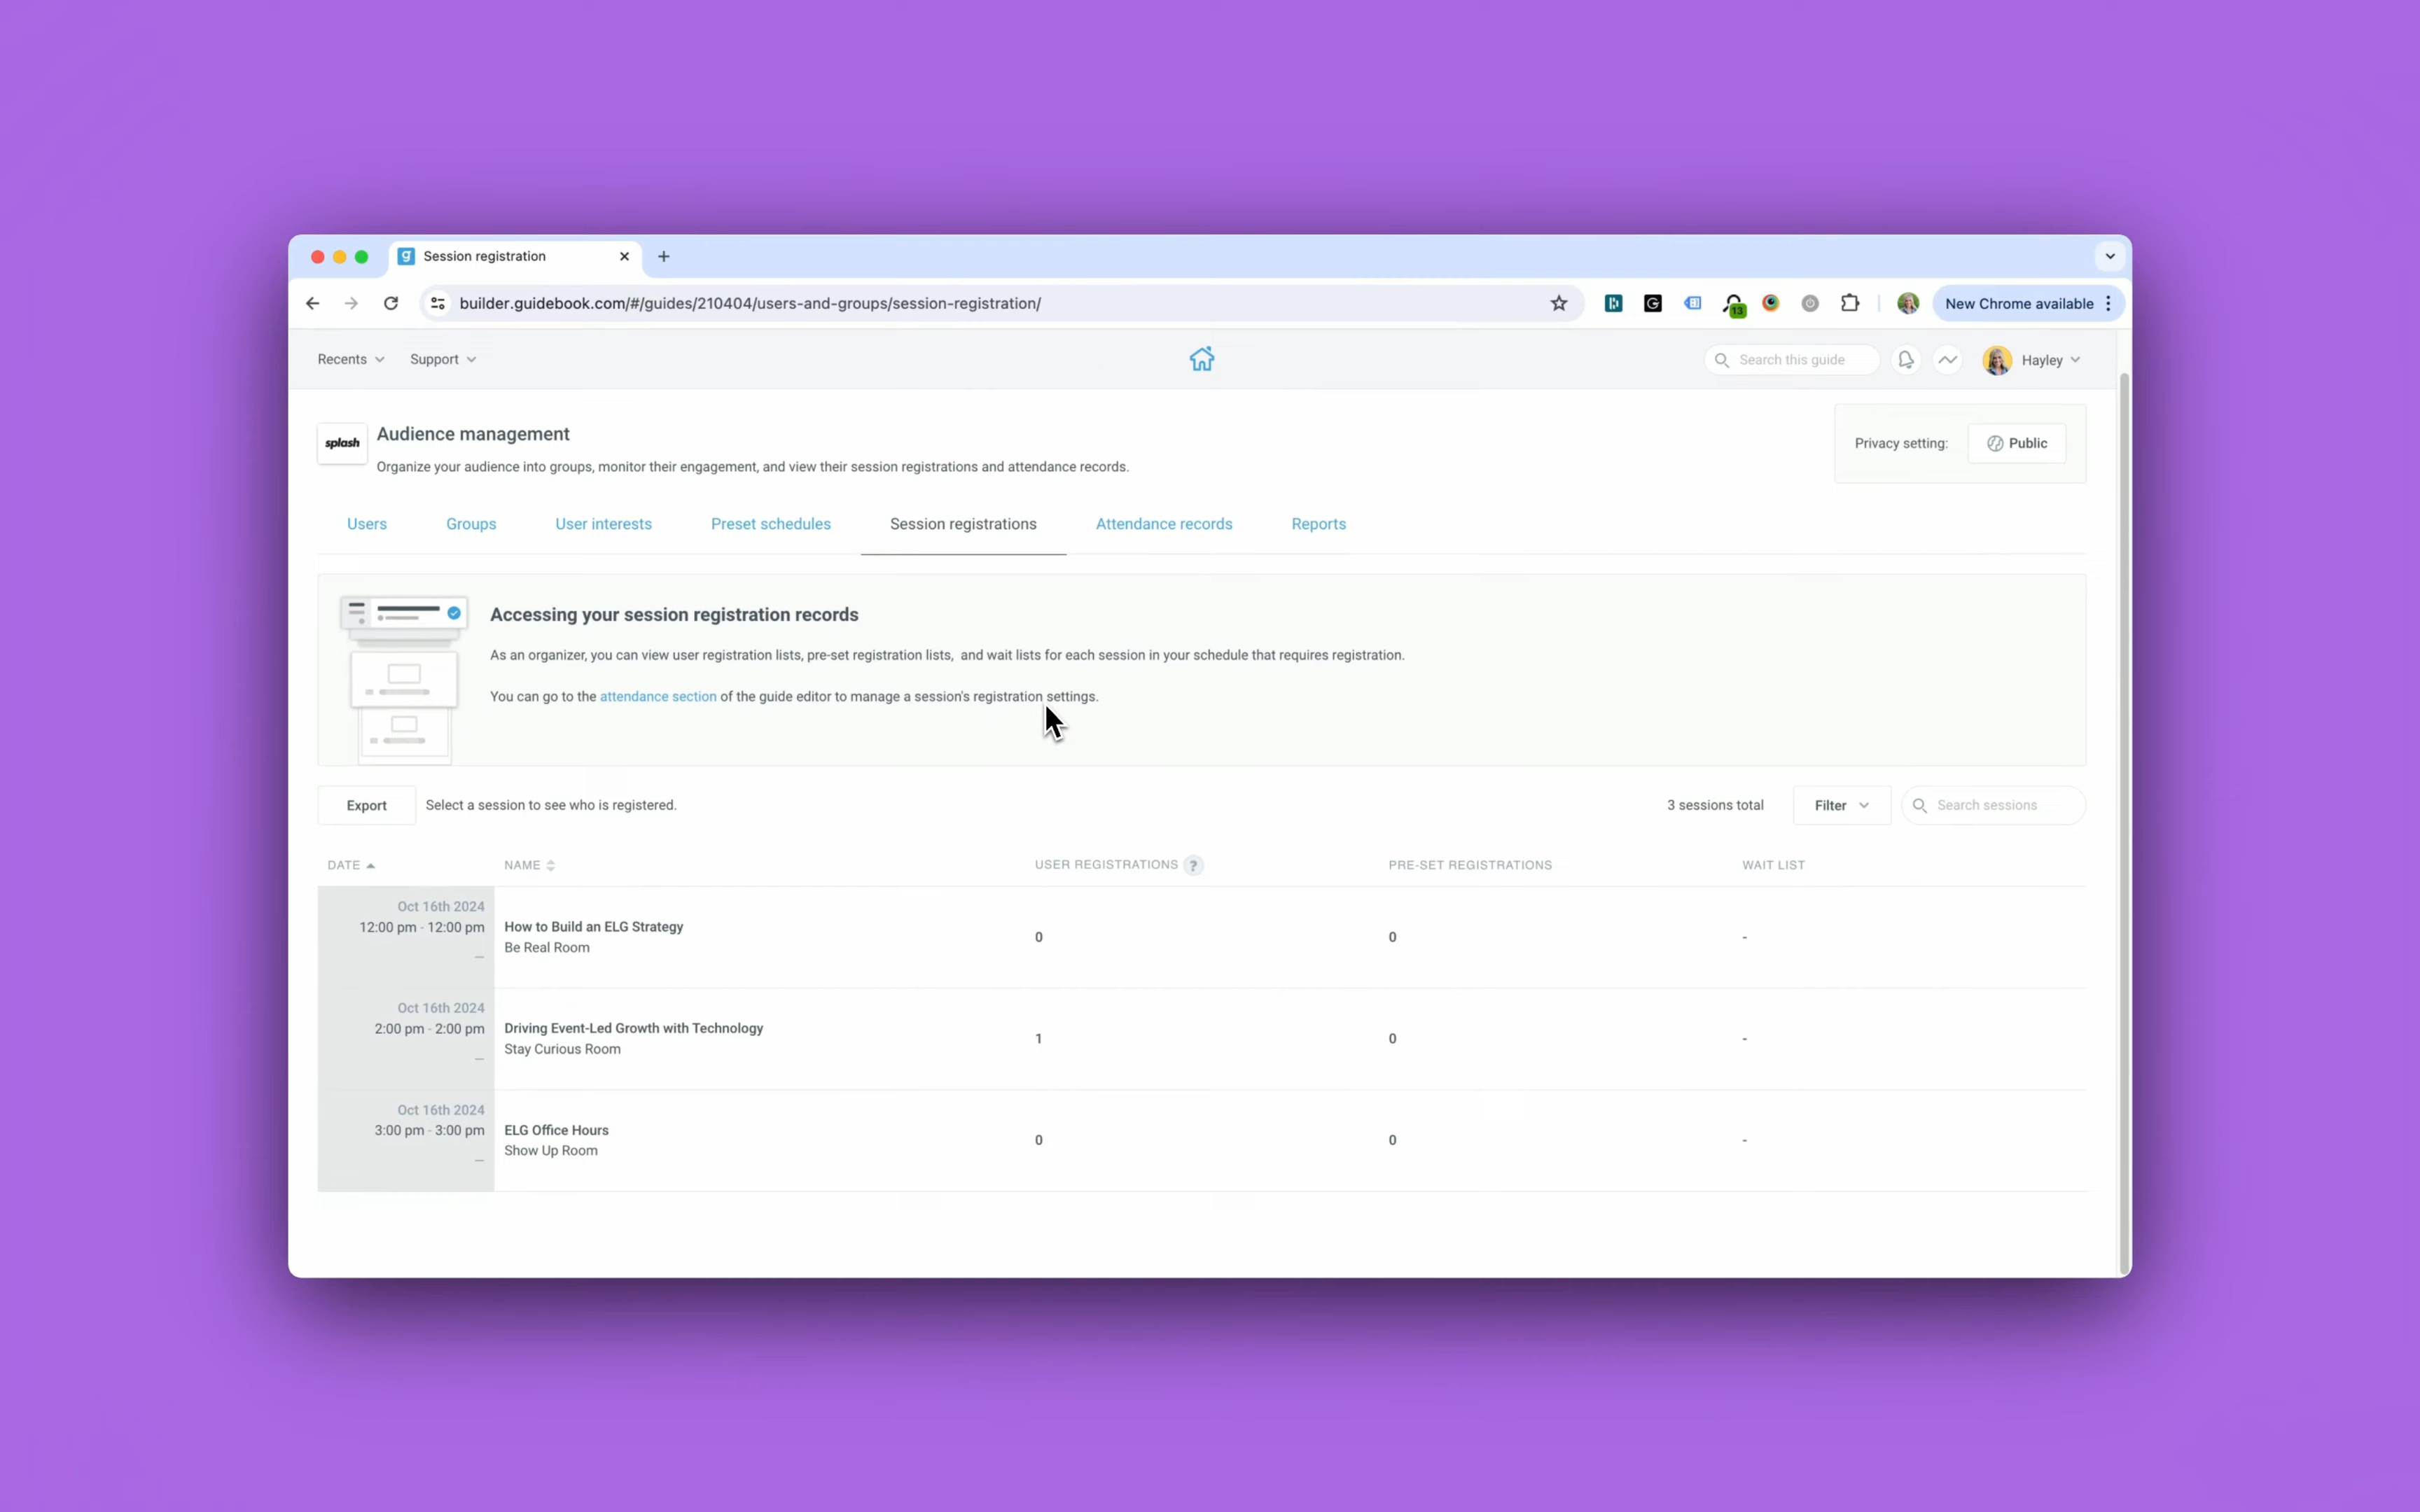 Session registration
builder.guidebook.com/#/guides/210404/users-and-groups/session-registration/
13
New Chrome available
Recents
Support
Search this guide
Hayley
splash
Audience management
Organize your audience into groups, monitor their engagement, and view their session registrations and attendance records.
Privacy setting:
Public
Users
Groups
User interests
Preset schedules
Session registrations
Attendance records
Reports
Accessing your session registration records
As an organizer, you can view user registration lists, pre-set registration lists, and wait lists for each session in your schedule that requires registration.
You can go to the attendance section of the guide editor to manage a session's registration settings.
Export
Select a session to see who is registered.
3 sessions total
Filter
Search sessions
DATE
NAME
USER REGISTRATIONS ?
PRE-SET REGISTRATIONS
WAIT LIST
Oct 16th 2024
12:00 pm - 12:00 pm
—
How to Build an ELG Strategy
Be Real Room
0
0
-
Oct 16th 2024
2:00 pm - 2:00 pm
—
Driving Event-Led Growth with Technology
Stay Curious Room
1
0
-
Oct 16th 2024
3:00 pm - 3:00 pm
—
ELG Office Hours
Show Up Room
0
0
-